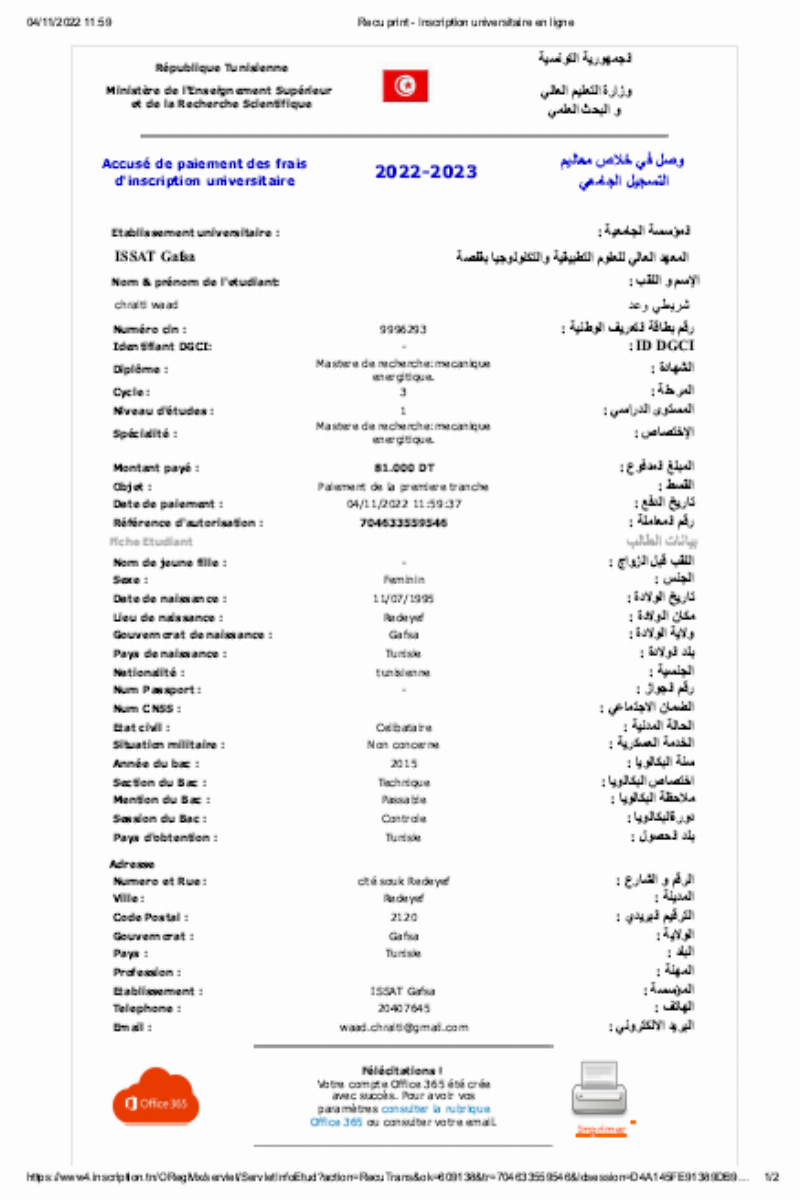 04/11/2022 11:59 Recu print - Inscription universitaire en ligne
République Tunisienne الجمهورية التونسية
Ministère de l'Enseignement Supérieur وزارة التعليم العالي
et de la Recherche Scientifique و البحث العلمي
Accusé de paiement des frais 2022-2023 وصل في خلاص معاليم
d'inscription universitaire التسجيل الجامعي
Etablissement universitaire : المؤسسة الجامعية :
ISSAT Gafsa المعهد العالي للعلوم التطبيقية والتكنولوجيا بقفصة
Nom & prénom de l'etudiant: الإسم و اللقب :
chraiti waad شريطي وعد
Numéro cin : 9996293 رقم بطاقة التعريف الوطنية :
Identifiant DGCI: - ID DGCI :
Diplôme : Mastere de recherche:mecanique energitique. الشهادة :
Cycle : 3 المرحلة :
Niveau d'études : 1 المستوى الدراسي :
Spécialité : Mastere de recherche:mecanique energitique. الإختصاص :
Montant payé : 81.000 DT المبلغ المدفوع :
Objet : Paiement de la premiere tranche القسط :
Date de paiement : 04/11/2022 11:59:37 تاريخ الدفع :
Référence d'autorisation : 704633559546 رقم المعاملة :
Fiche Etudiant بيانات الطالب
Nom de jeune fille : - اللقب قبل الزواج :
Sexe : Feminin الجنس :
Date de naissance : 11/07/1995 تاريخ الولادة :
Lieu de naissance : Redeyef مكان الولادة :
Gouvernorat de naissance : Gafsa ولاية الولادة :
Pays de naissance : Tunisie بلد الولادة :
Nationalité : tunisienne الجنسية :
Num Passport : - رقم الجواز :
Num CNSS : الضمان الاجتماعي :
Etat civil : Celibataire الحالة المدنية :
Situation militaire : Non concerne الخدمة العسكرية :
Année du bac : 2015 سنة البكالوريا :
Section du Bac : Technique اختصاص البكالوريا :
Mention du Bac : Passable ملاحظة البكالوريا :
Session du Bac : Controle دورة البكالوريا :
Pays d'obtention : Tunisie بلد الحصول :
Adresse
Numero et Rue : cité souk Redeyef الرقم و الشارع :
Ville : Redeyef المدينة :
Code Postal : 2120 الترقيم البريدي :
Gouvernorat : Gafsa الولاية :
Pays : Tunisie البلد :
Profession : المهنة :
Etablissement : ISSAT Gafsa المؤسسة :
Telephone : 20407645 الهاتف :
Email : waad.chraiti@gmail.com البريد الالكتروني :
Office 365
Félécitations !
Votre compte Office 365 été crée
avec succès. Pour avoir vos
paramètres consulter la rubrique
Office 365 ou consulter votre email.
Imprimer
1/2